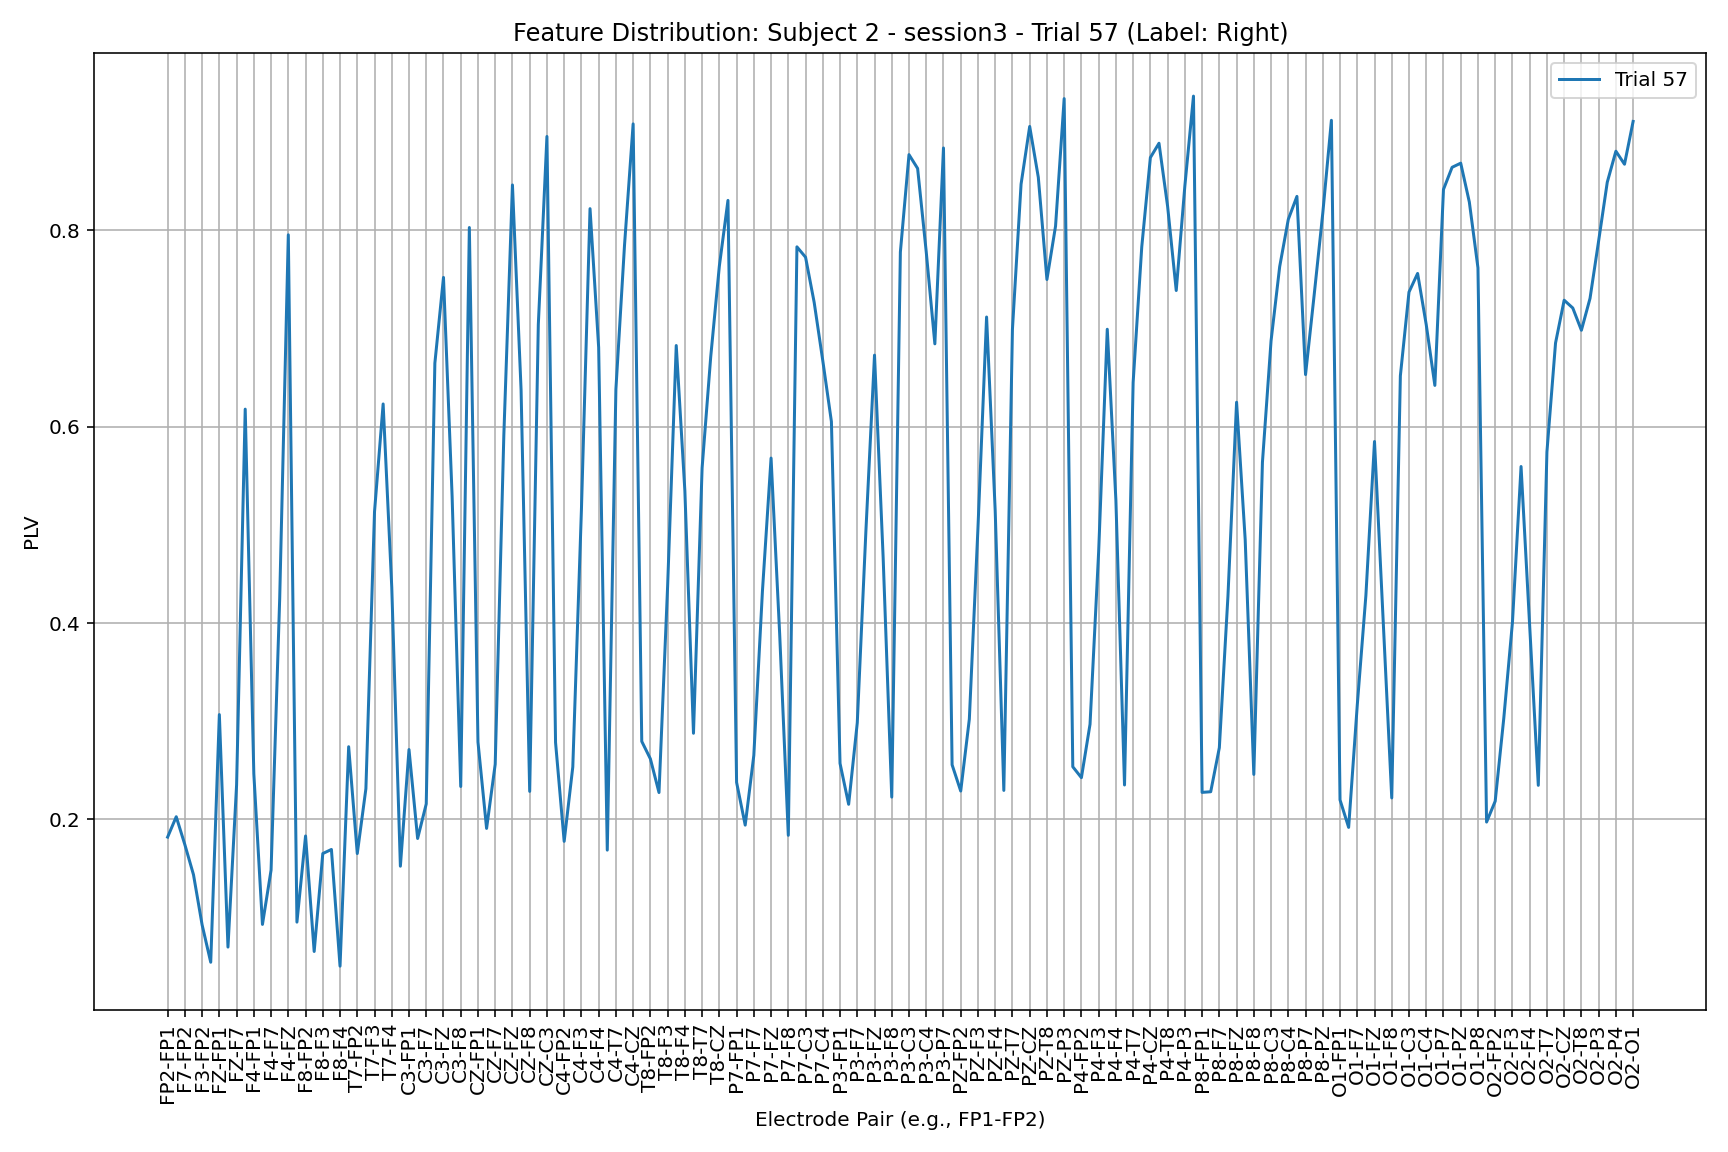 Feature Distribution: Subject 2 - session3 - Trial 57 (Label: Right)
Trial 57
PLV
0.8
0.6
0.4
0.2
FP2-FP1
F7-FP2
F3-FP2
FZ-FP1
FZ-F7
F4-FP1
F4-F7
F4-FZ
F8-FP2
F8-F3
F8-F4
T7-FP2
T7-F3
T7-F4
C3-FP1
C3-F7
C3-FZ
C3-F8
CZ-FP1
CZ-F7
CZ-FZ
CZ-F8
CZ-C3
C4-FP2
C4-F3
C4-F4
C4-T7
C4-CZ
T8-FP2
T8-F3
T8-F4
T8-T7
T8-CZ
P7-FP1
P7-F7
P7-FZ
P7-F8
P7-C3
P7-C4
P3-FP1
P3-F7
P3-FZ
P3-F8
P3-C3
P3-C4
P3-P7
PZ-FP2
PZ-F3
PZ-F4
PZ-T7
PZ-CZ
PZ-T8
PZ-P3
P4-FP2
P4-F3
P4-F4
P4-T7
P4-CZ
P4-T8
P4-P3
P8-FP1
P8-F7
P8-FZ
P8-F8
P8-C3
P8-C4
P8-P7
P8-PZ
O1-FP1
O1-F7
O1-FZ
O1-F8
O1-C3
O1-C4
O1-P7
O1-PZ
O1-P8
O2-FP2
O2-F3
O2-F4
O2-T7
O2-CZ
O2-T8
O2-P3
O2-P4
O2-O1
Electrode Pair (e.g., FP1-FP2)